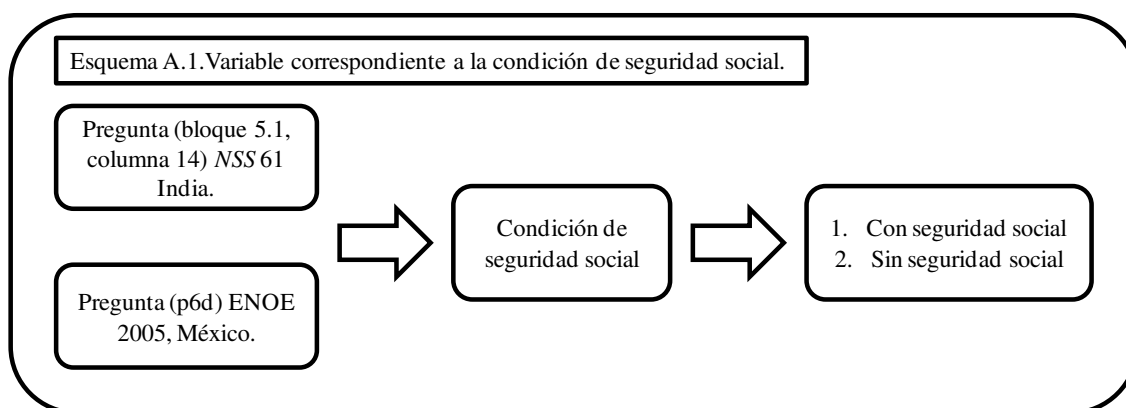 Esquema A.1.Variable correspondiente a la condición de seguridad social.
Pregunta (bloque 5.1,
columna 14) NSS 61
India.
Pregunta (p6d) ENOE
2005, México.
Condición de
seguridad social
1. Con seguridad social
2. Sin seguridad social